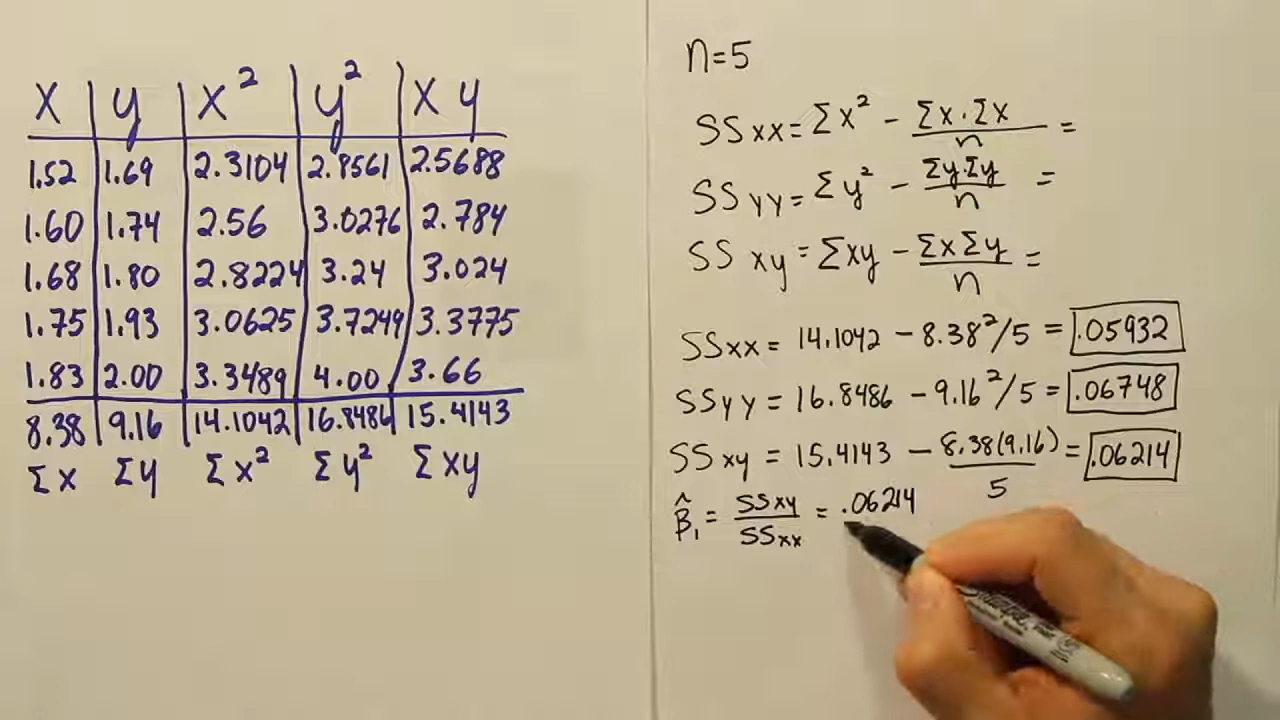 x | y | x² | y² | xy
1.52 | 1.69 | 2.3104 | 2.8561 | 2.5688
1.60 | 1.74 | 2.56 | 3.0276 | 2.784
1.68 | 1.80 | 2.8224 | 3.24 | 3.024
1.75 | 1.93 | 3.0625 | 3.7249 | 3.3775
1.83 | 2.00 | 3.3489 | 4.00 | 3.66
8.38 | 9.16 | 14.1042 | 16.8486 | 15.4143
Σx Σy Σx² Σy² Σxy
n=5
SSxx = Σx² - Σx·Σx/n =
SSyy = Σy² - Σy·Σy/n =
SSxy = Σxy - ΣxΣy/n =
SSxx = 14.1042 - 8.38²/5 = .05932
SSyy = 16.8486 - 9.16²/5 = .06748
SSxy = 15.4143 - 8.38(9.16)/5 = .06214
β̂₁ = SSxy/SSxx = .06214